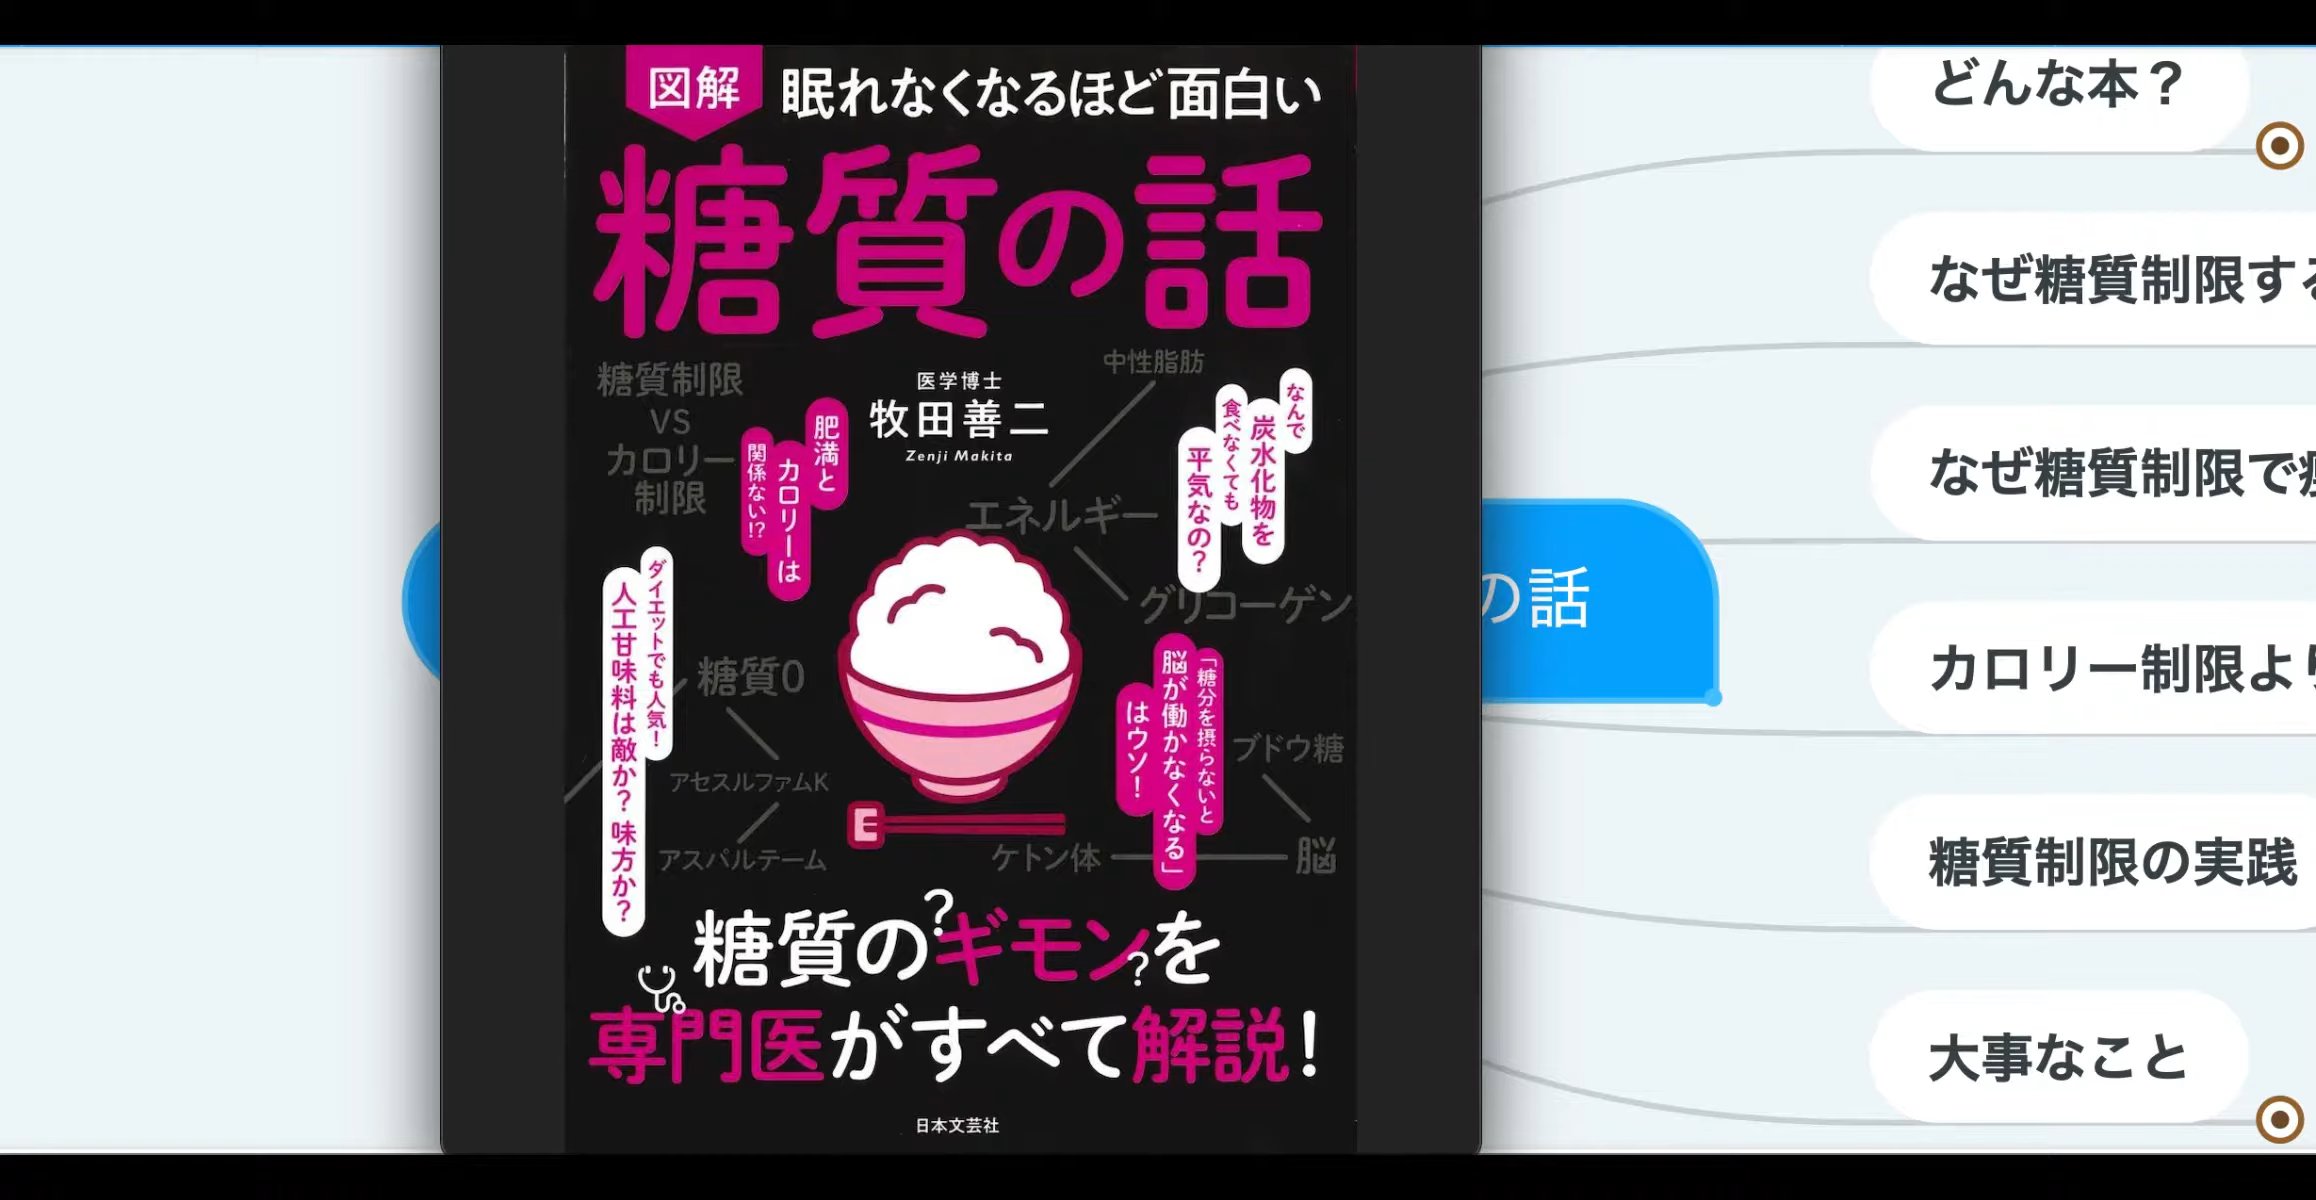 図解
眠れなくなるほど面白い
糖質の話
糖質制限
VS
カロリー
制限
医学博士
牧田善二
Zenji Makita
中性脂肪
肥満と
カロリーは
関係ない!?
なんで
炭水化物を
食べなくても
平気なの?
エネルギー
グリコーゲン
ダイエットでも人気!
人工甘味料は敵か? 味方か?
糖質0
アセスルファムK
アスパルテーム
「糖分を摂らないと
脳が働かなくなる」
はウソ!
ブドウ糖
ケトン体
脳
糖質の?ギモン?を
専門医がすべて解説!
日本文芸社
の話
どんな本?
なぜ糖質制限す
なぜ糖質制限で
カロリー制限よ
糖質制限の実践
大事なこと